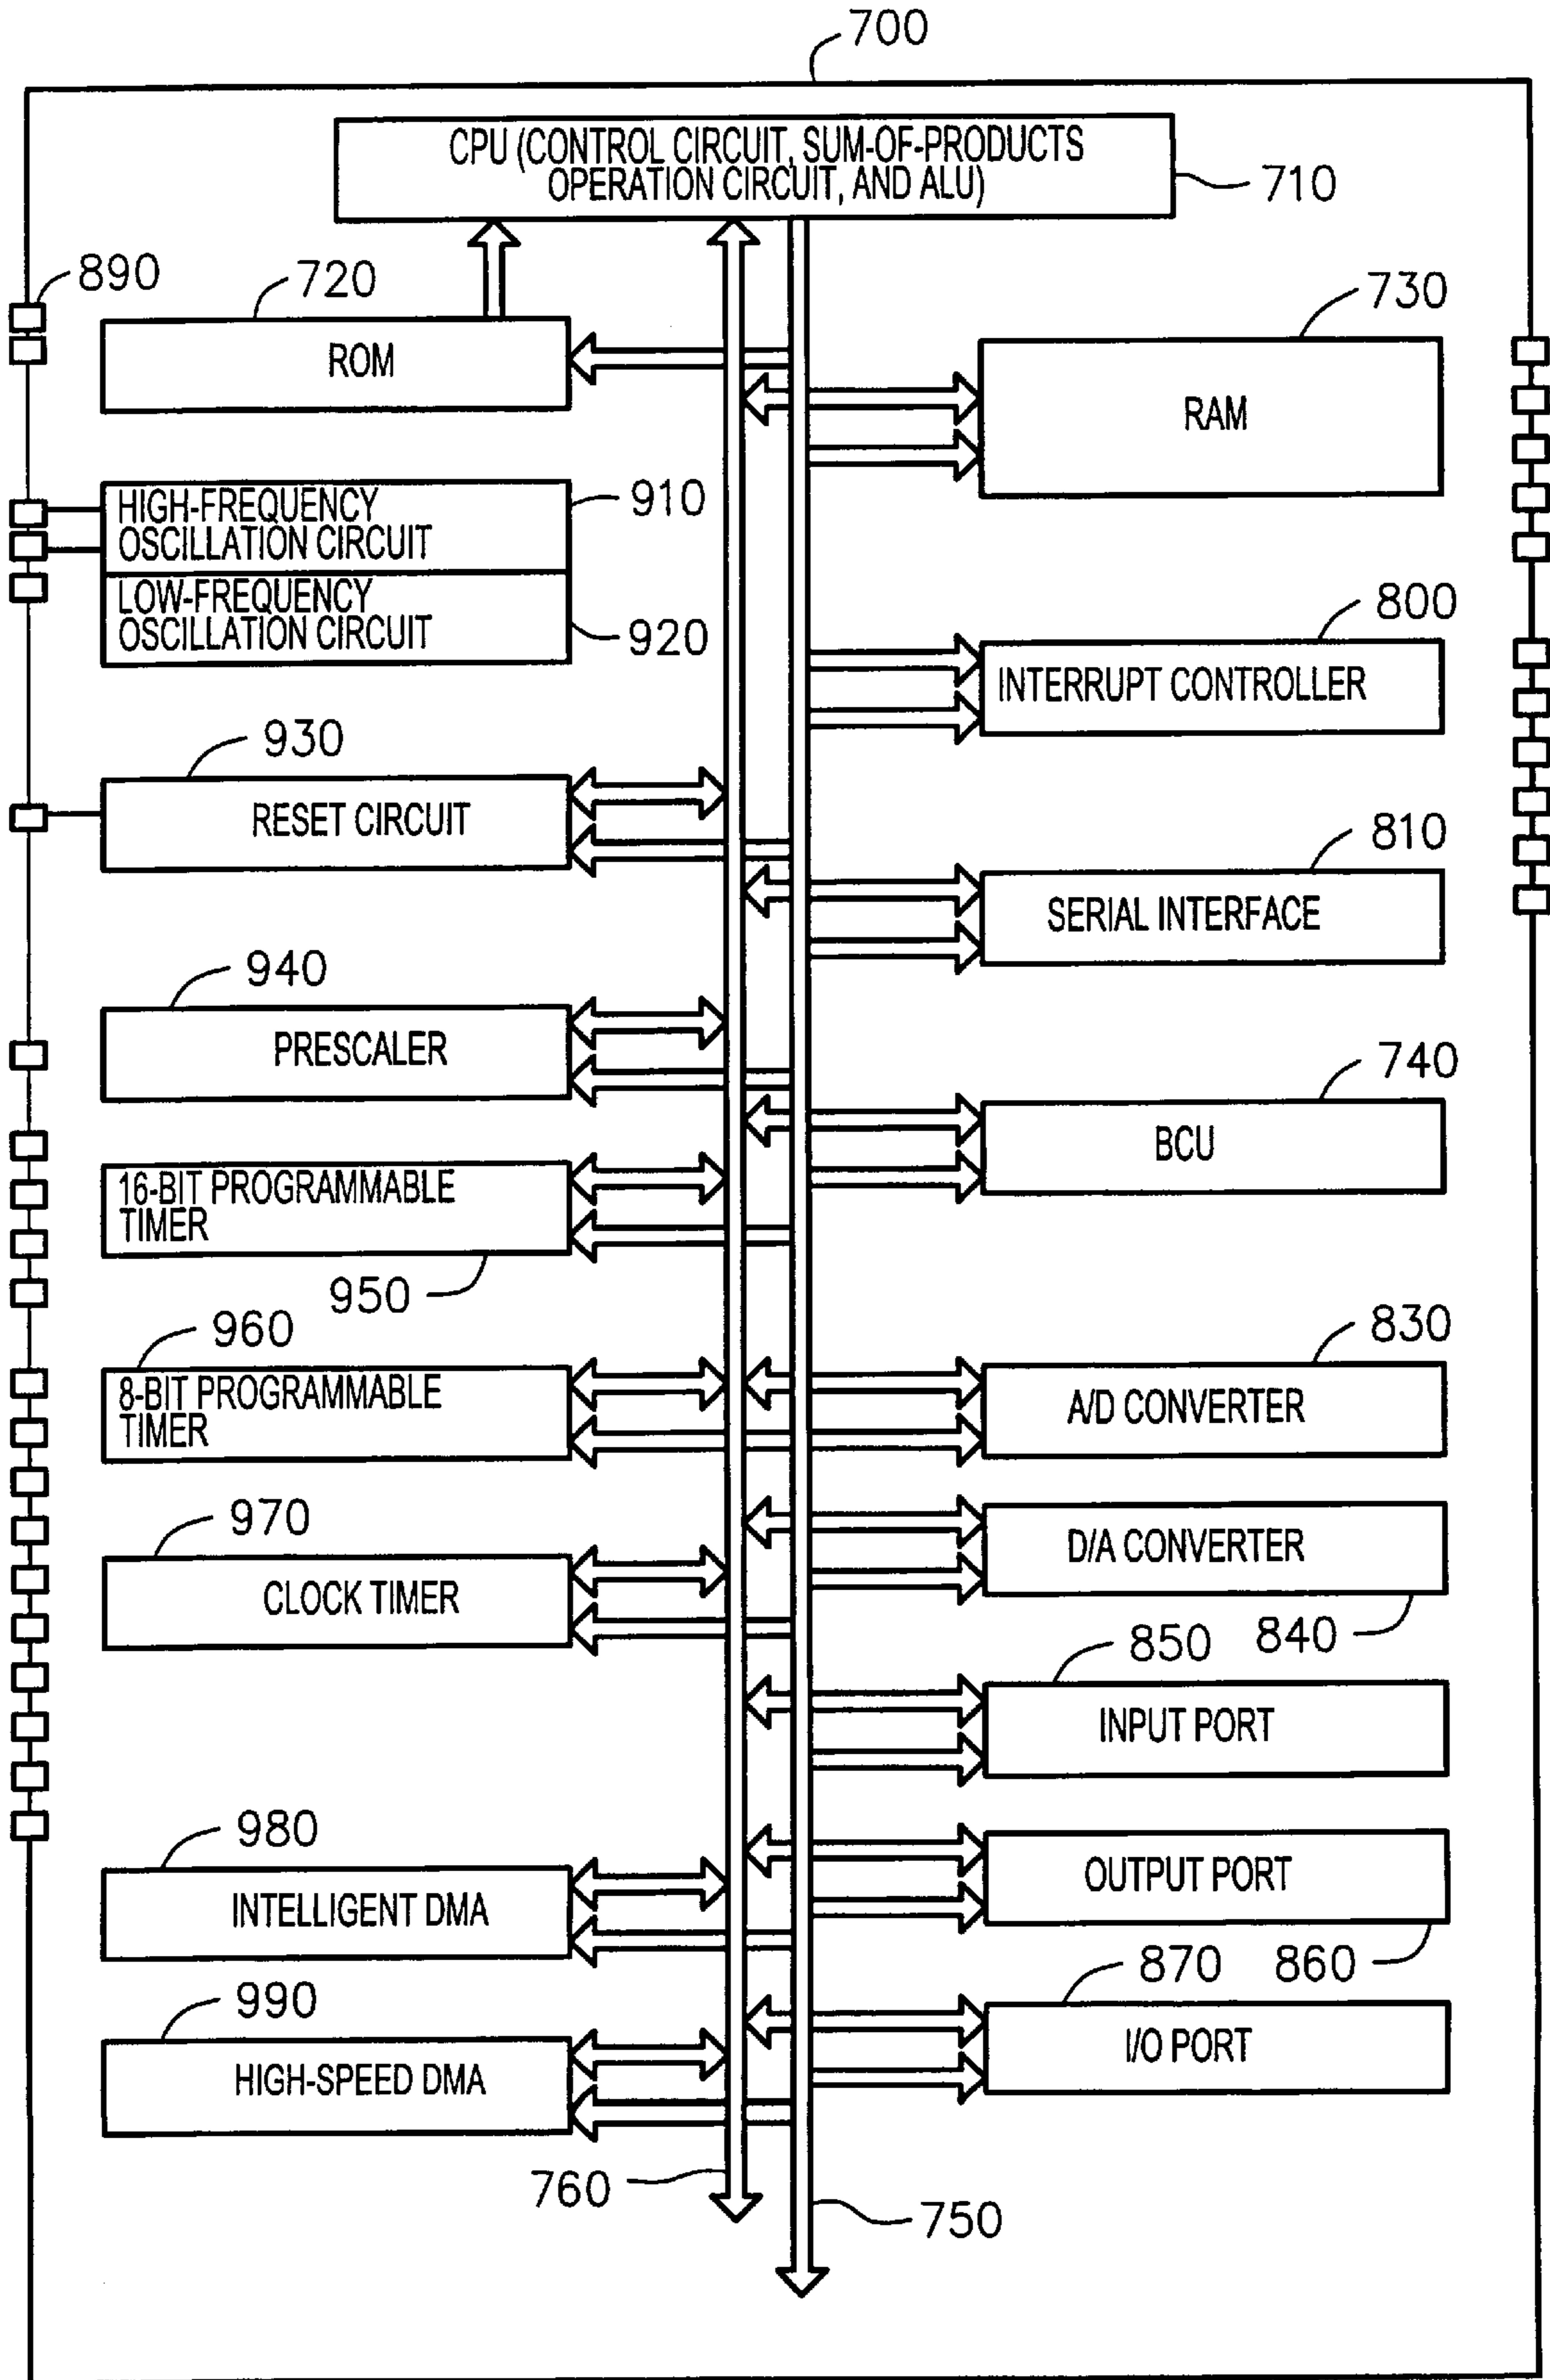 700
CPU (CONTROL CIRCUIT, SUM-OF-PRODUCTS
OPERATION CIRCUIT, AND ALU)
710
890
720
730
ROM
RAM
HIGH-FREQUENCY
OSCILLATION CIRCUIT
910
LOW-FREQUENCY
OSCILLATION CIRCUIT
920
800
INTERRUPT CONTROLLER
930
RESET CIRCUIT
810
SERIAL INTERFACE
940
PRESCALER
740
BCU
16-BIT PROGRAMMABLE
TIMER
950
960
830
8-BIT PROGRAMMABLE
TIMER
A/D CONVERTER
970
D/A CONVERTER
CLOCK TIMER
850
840
INPUT PORT
980
OUTPUT PORT
INTELLIGENT DMA
870
860
990
I/O PORT
HIGH-SPEED DMA
760
750